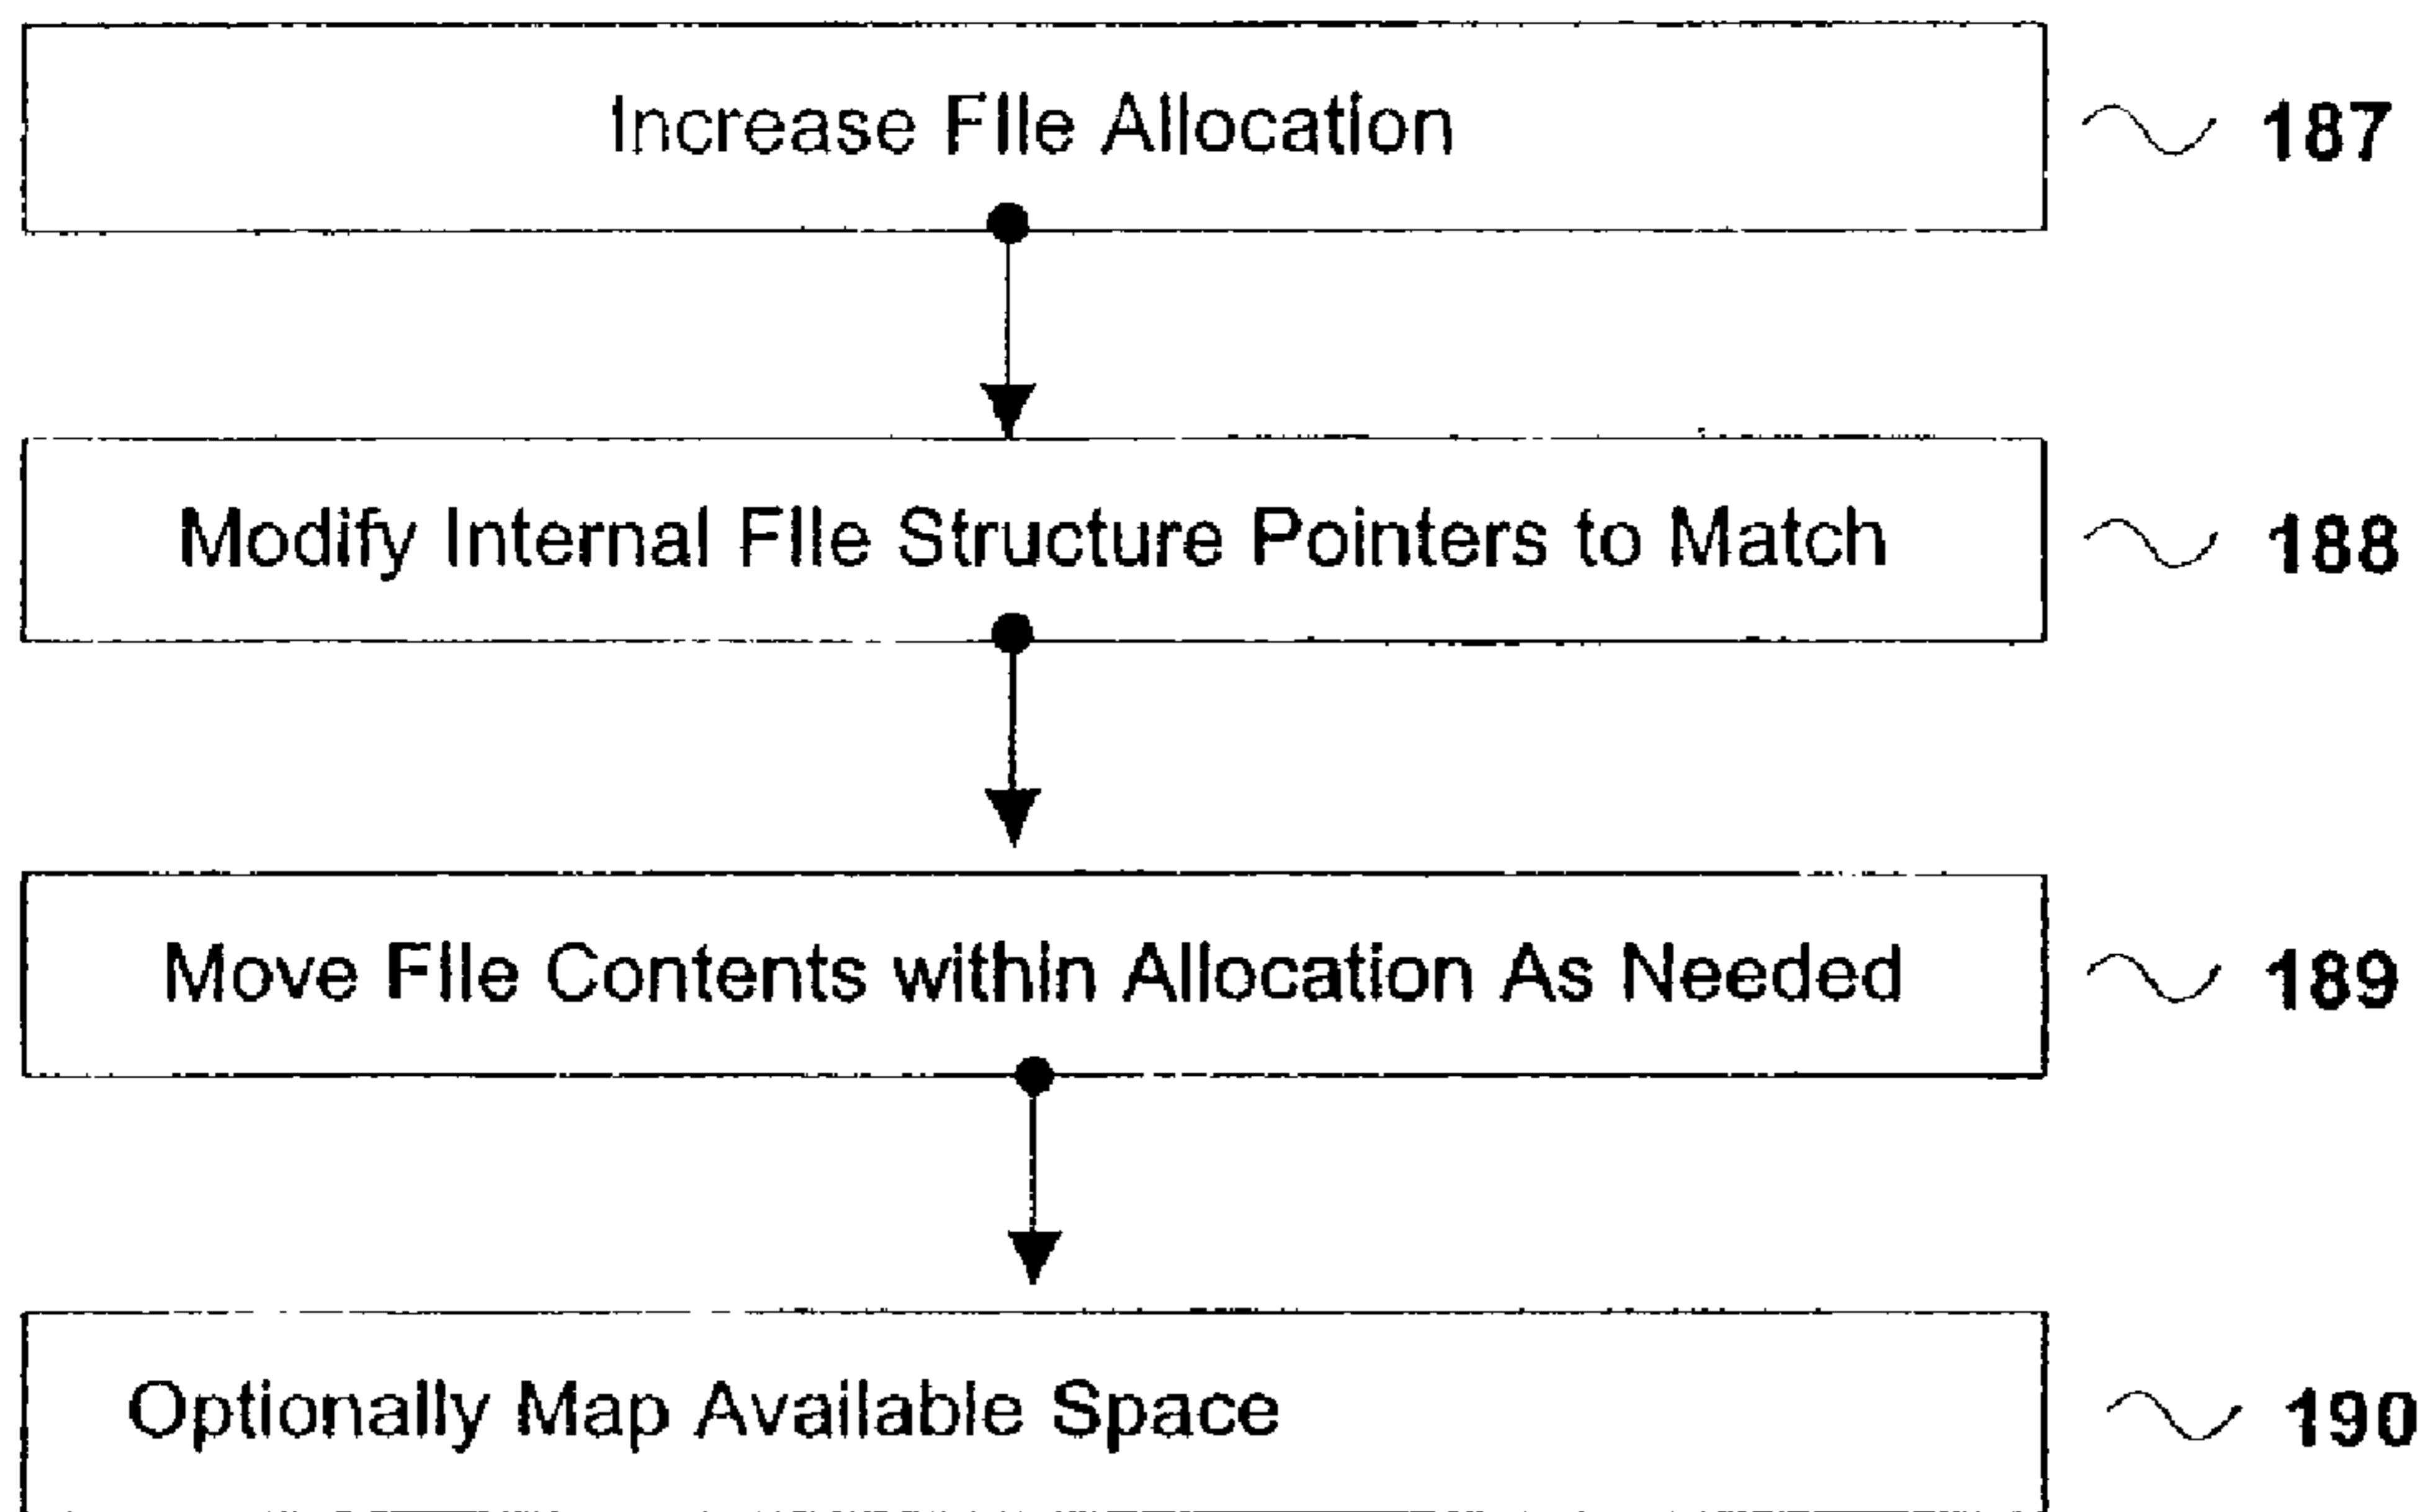 Increase File Allocation 187
Modify Internal File Structure Pointers to Match 188
Move File Contents within Allocation As Needed 189
Optionally Map Available Space 190